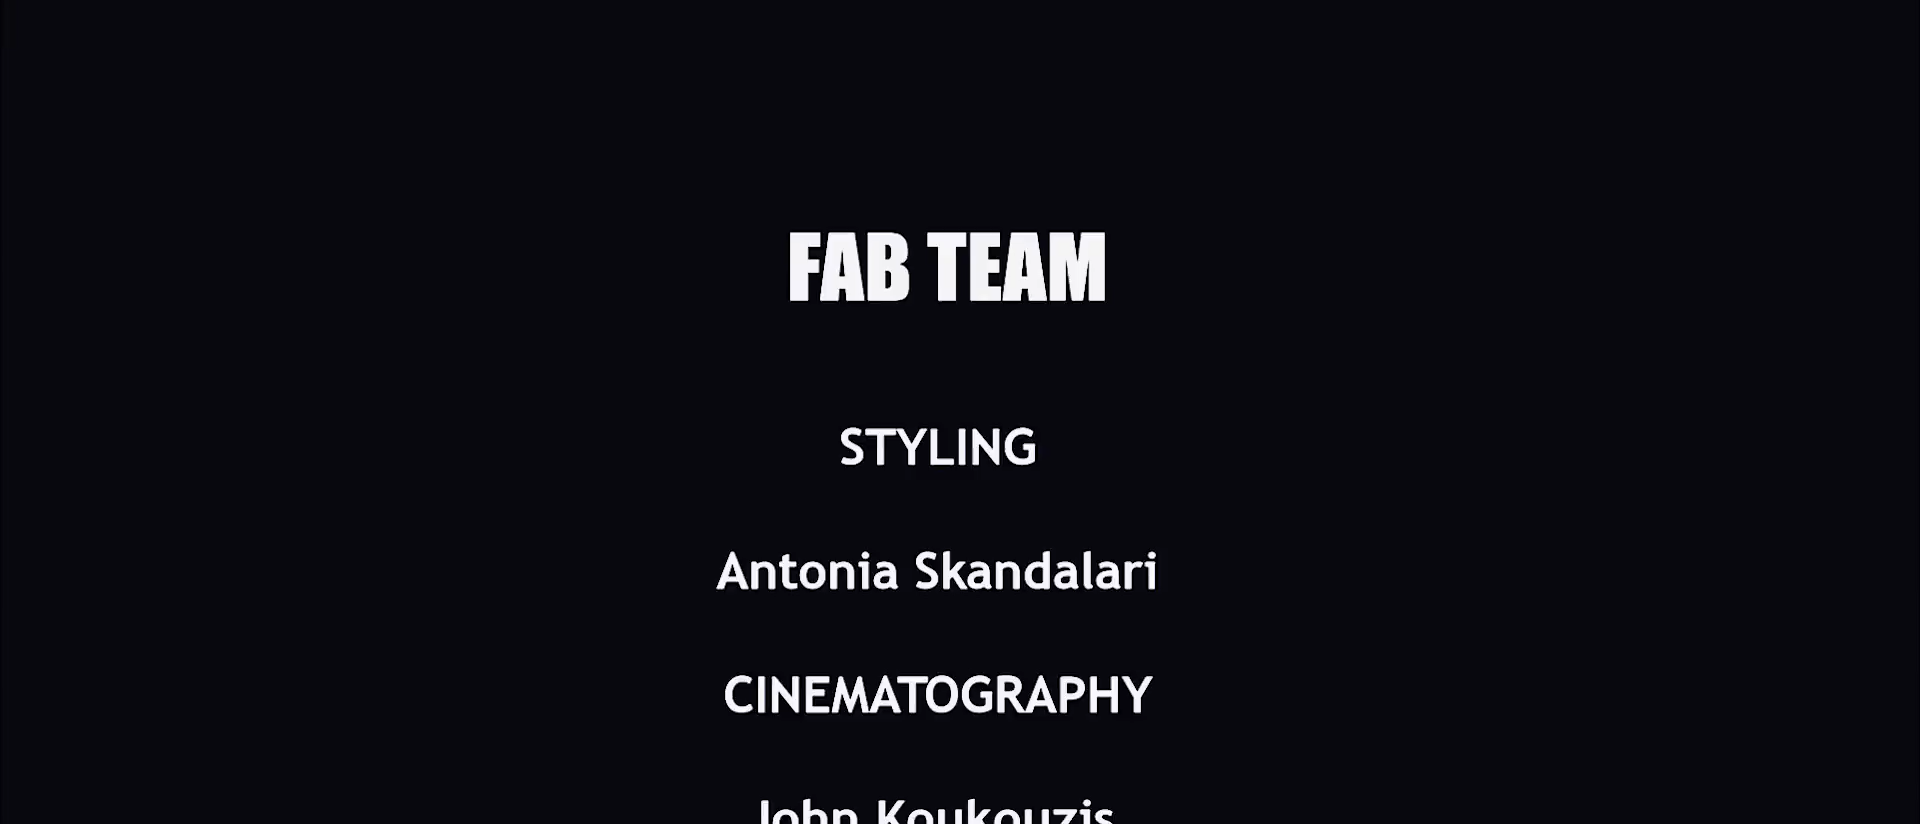 FAB TEAM
STYLING
Antonia Skandalari
CINEMATOGRAPHY
John Koukouzis